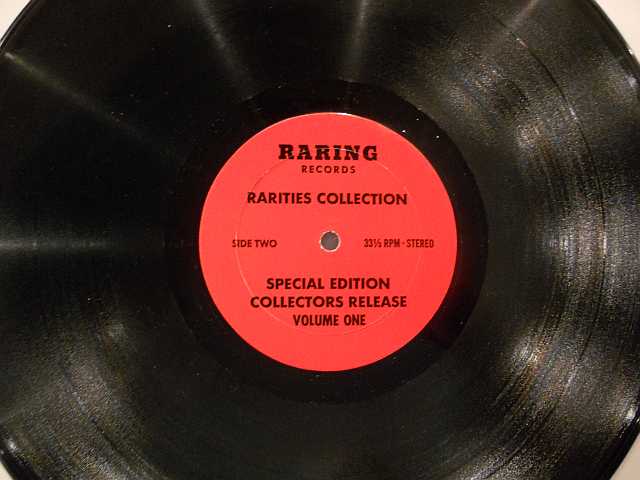 RARING
RECORDS
RARITIES COLLECTION
SIDE TWO 33⅓ RPM - STEREO
SPECIAL EDITION
COLLECTORS RELEASE
VOLUME ONE